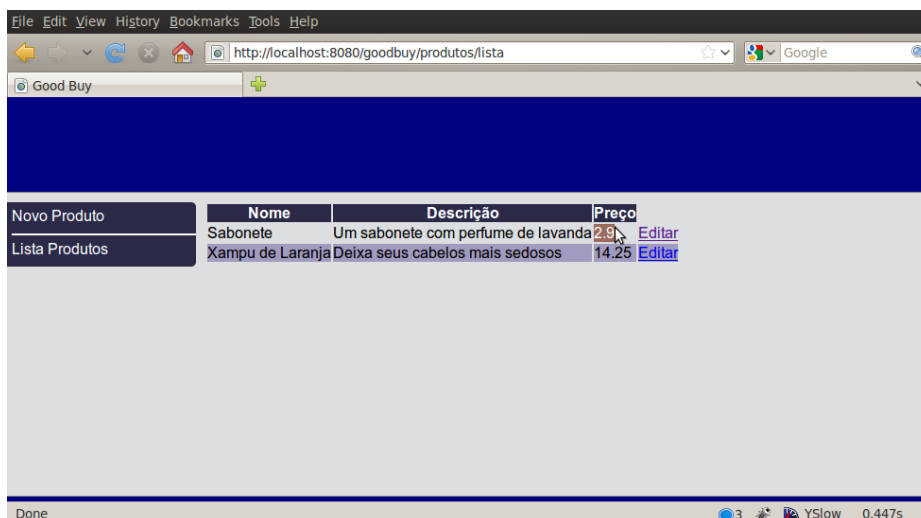 File Edit View History Bookmarks Tools Help
http://localhost:8080/goodbuy/produtos/lista Google
Good Buy
Novo Produto
Lista Produtos
Nome Descrição Preço
Sabonete Um sabonete com perfume de lavanda 2.9 Editar
Xampu de Laranja Deixa seus cabelos mais sedosos 14.25 Editar
Done 3 YSlow 0.447s